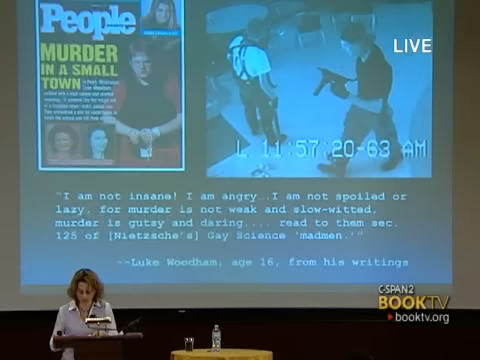 People
MURDER
IN A SMALL
TOWN
LIVE
L 11:57:20-63 AM
"I am not insane! I am angry...I am not spoiled or
lazy, for murder is not weak and slow-witted,
murder is gutsy and daring.... read to them sec.
125 of [Nietzsche's] Gay Science 'madmen.'"
--Luke Woodham, age 16, from his writings
C-SPAN2
BOOKTV
booktv.org